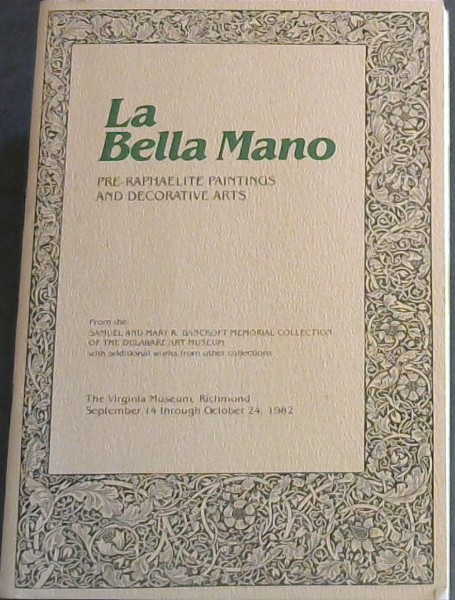 La
Bella Mano
PRE-RAPHAELITE PAINTINGS
AND DECORATIVE ARTS
From the
SAMUEL AND MARY R. BANCROFT MEMORIAL COLLECTION
OF THE DELAWARE ART MUSEUM
with additional works from other collections
The Virginia Museum, Richmond
September 14 through October 24, 1982